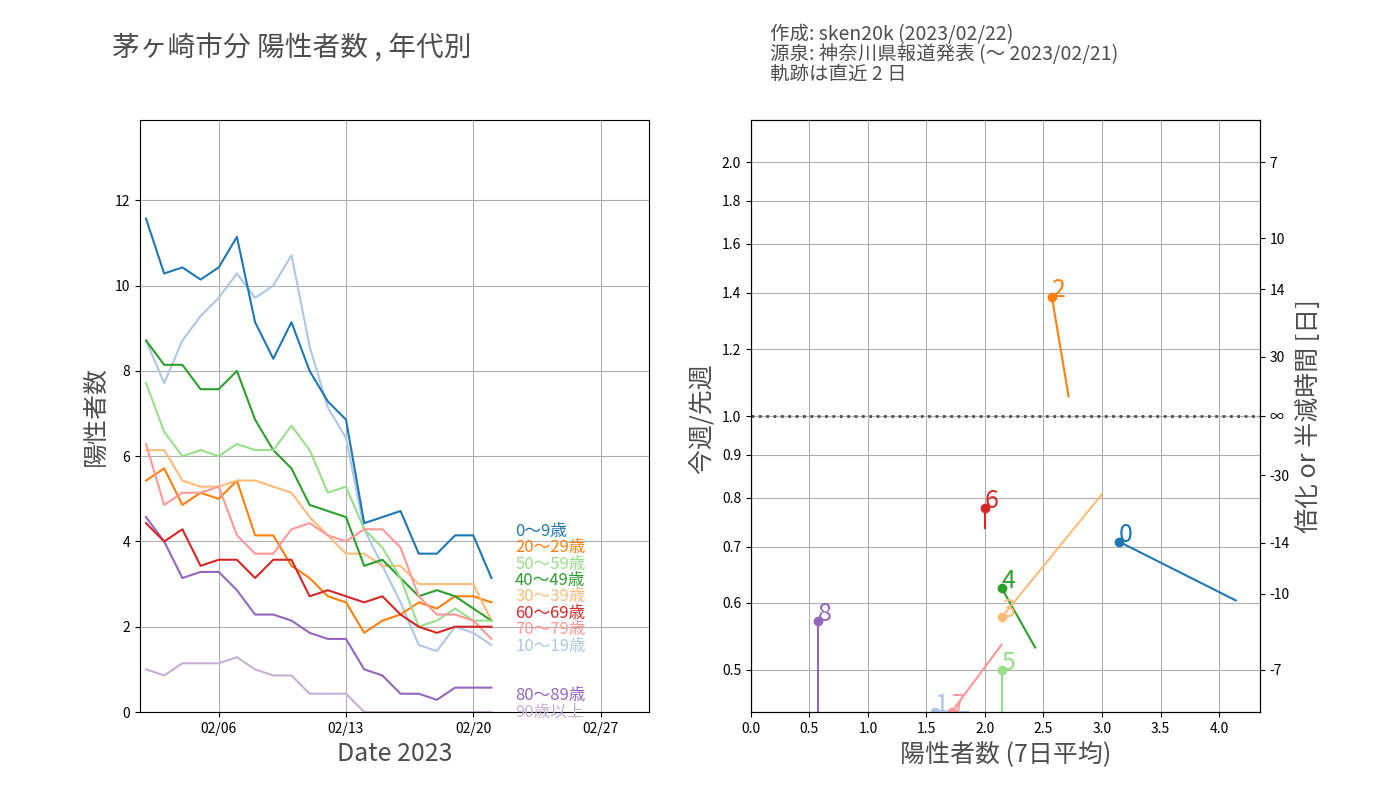 茅ヶ崎市分 陽性者数 , 年代別
作成: sken20k (2023/02/22)
源泉: 神奈川県報道発表 (～ 2023/02/21)
軌跡は直近 2 日
陽性者数
12
10
8
6
4
2
0
02/06
02/13
02/20
02/27
Date 2023
0～9歳
20～29歳
50～59歳
40～49歳
30～39歳
60～69歳
70～79歳
10～19歳
80～89歳
90歳以上
今週/先週
2.0
1.8
1.6
1.4
1.2
1.0
0.9
0.8
0.7
0.6
0.5
2
6
0
4
3
8
5
1
7
0.0
0.5
1.0
1.5
2.0
2.5
3.0
3.5
4.0
陽性者数 (7日平均)
7
10
14
30
∞
-30
-14
-10
-7
倍化 or 半減時間 [日]